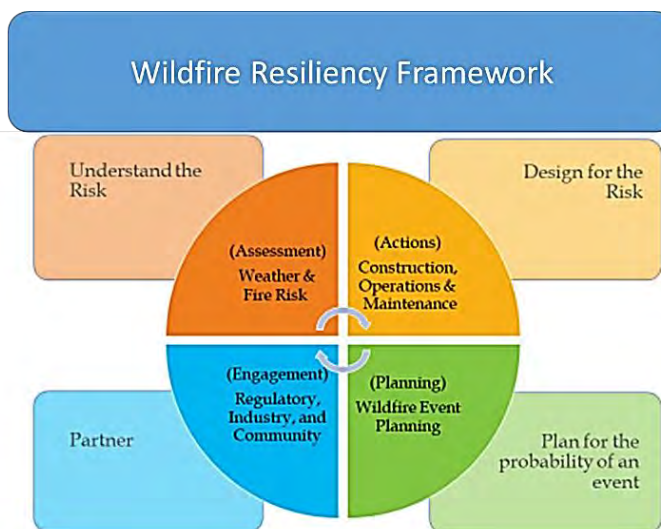 Wildfire Resiliency Framework
Understand the
Risk
Design for the
Risk
(Assessment)
Weather &
Fire Risk
(Actions)
Construction,
Operations &
Maintenance
(Engagement)
Regulatory,
Industry, and
Community
(Planning)
Wildfire Event
Planning
Partner
Plan for the
probability of an
event